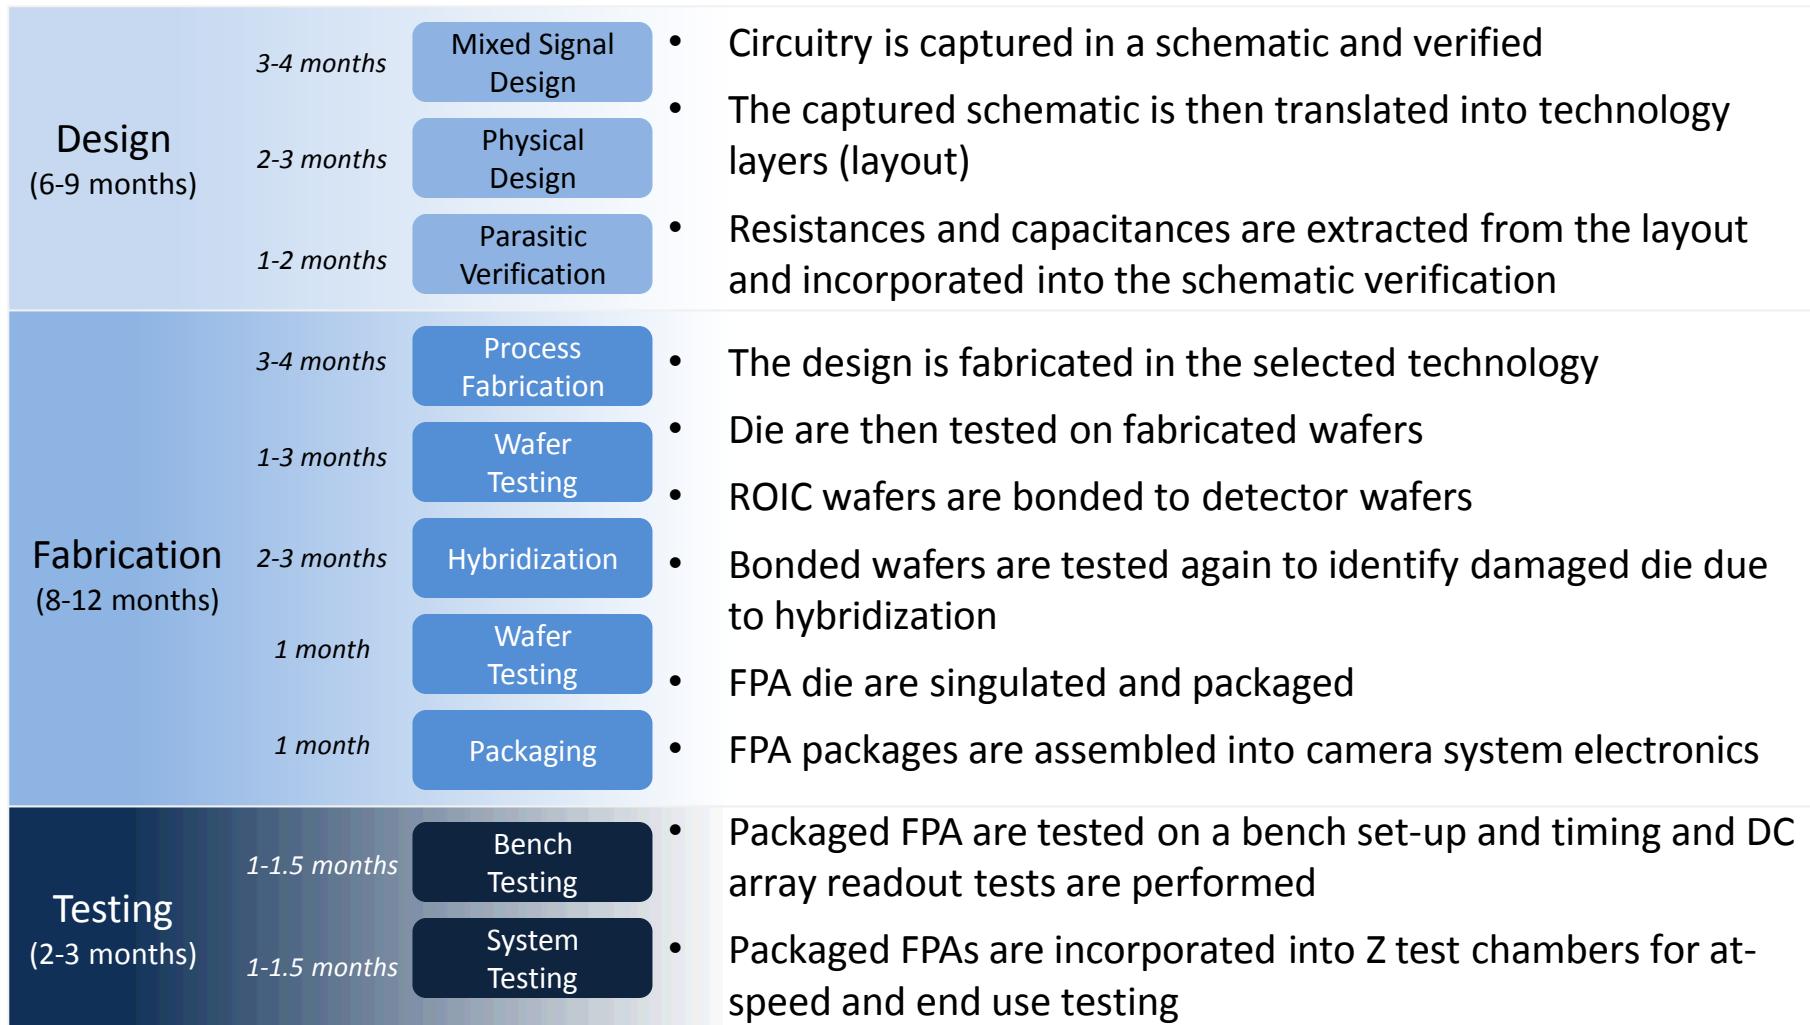 Design
(6-9 months)
3-4 months
Mixed Signal
Design
2-3 months
Physical
Design
1-2 months
Parasitic
Verification
• Circuitry is captured in a schematic and verified
• The captured schematic is then translated into technology
layers (layout)
• Resistances and capacitances are extracted from the layout
and incorporated into the schematic verification
Fabrication
(8-12 months)
3-4 months
Process
Fabrication
1-3 months
Wafer
Testing
2-3 months
Hybridization
1 month
Wafer
Testing
1 month
Packaging
• The design is fabricated in the selected technology
• Die are then tested on fabricated wafers
• ROIC wafers are bonded to detector wafers
• Bonded wafers are tested again to identify damaged die due
to hybridization
• FPA die are singulated and packaged
• FPA packages are assembled into camera system electronics
Testing
(2-3 months)
1-1.5 months
Bench
Testing
1-1.5 months
System
Testing
• Packaged FPA are tested on a bench set-up and timing and DC
array readout tests are performed
• Packaged FPAs are incorporated into Z test chambers for at-
speed and end use testing